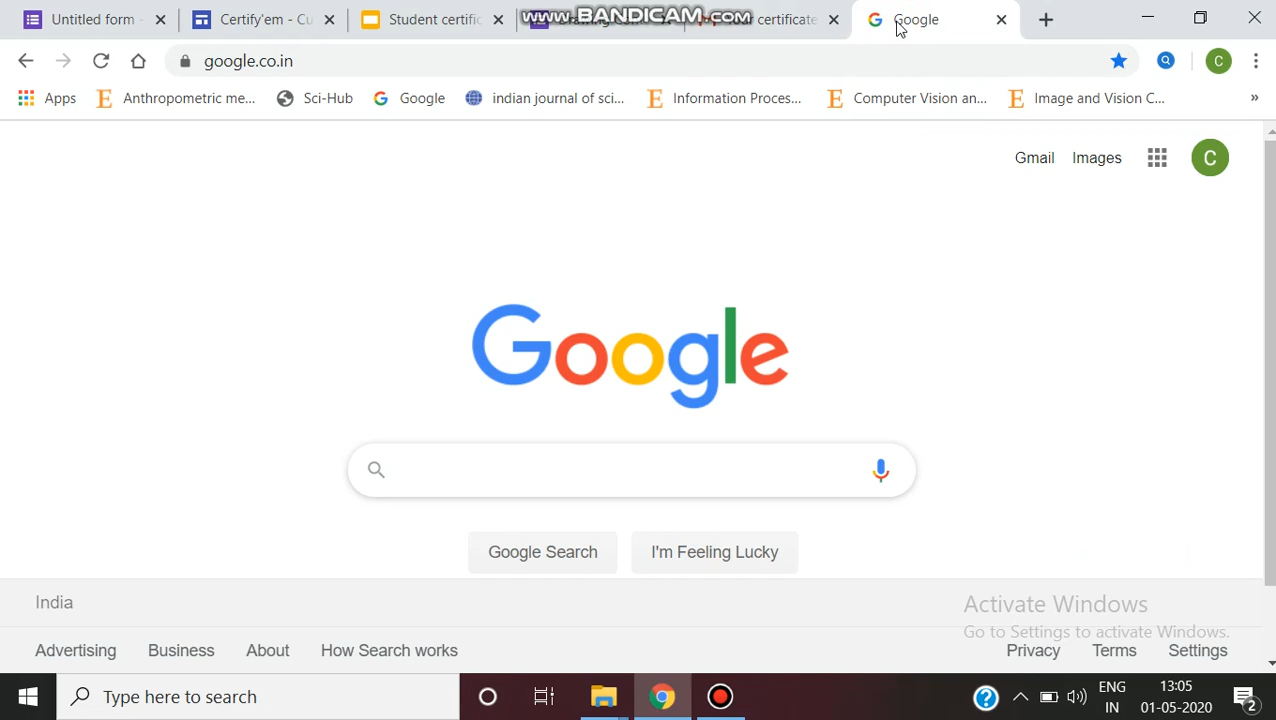 Untitled form - Certify'em - Cu Student certific certificate Google
www.BANDICAM.com
google.co.in C
Apps Anthropometric me... Sci-Hub Google indian journal of sci... Information Proces... Computer Vision an... Image and Vision C... »
Gmail Images C
Google
Google Search I'm Feeling Lucky
India
Activate Windows
Go to Settings to activate Windows.
Advertising Business About How Search works Privacy Terms Settings
Type here to search
ENG 13:05
IN 01-05-2020 2